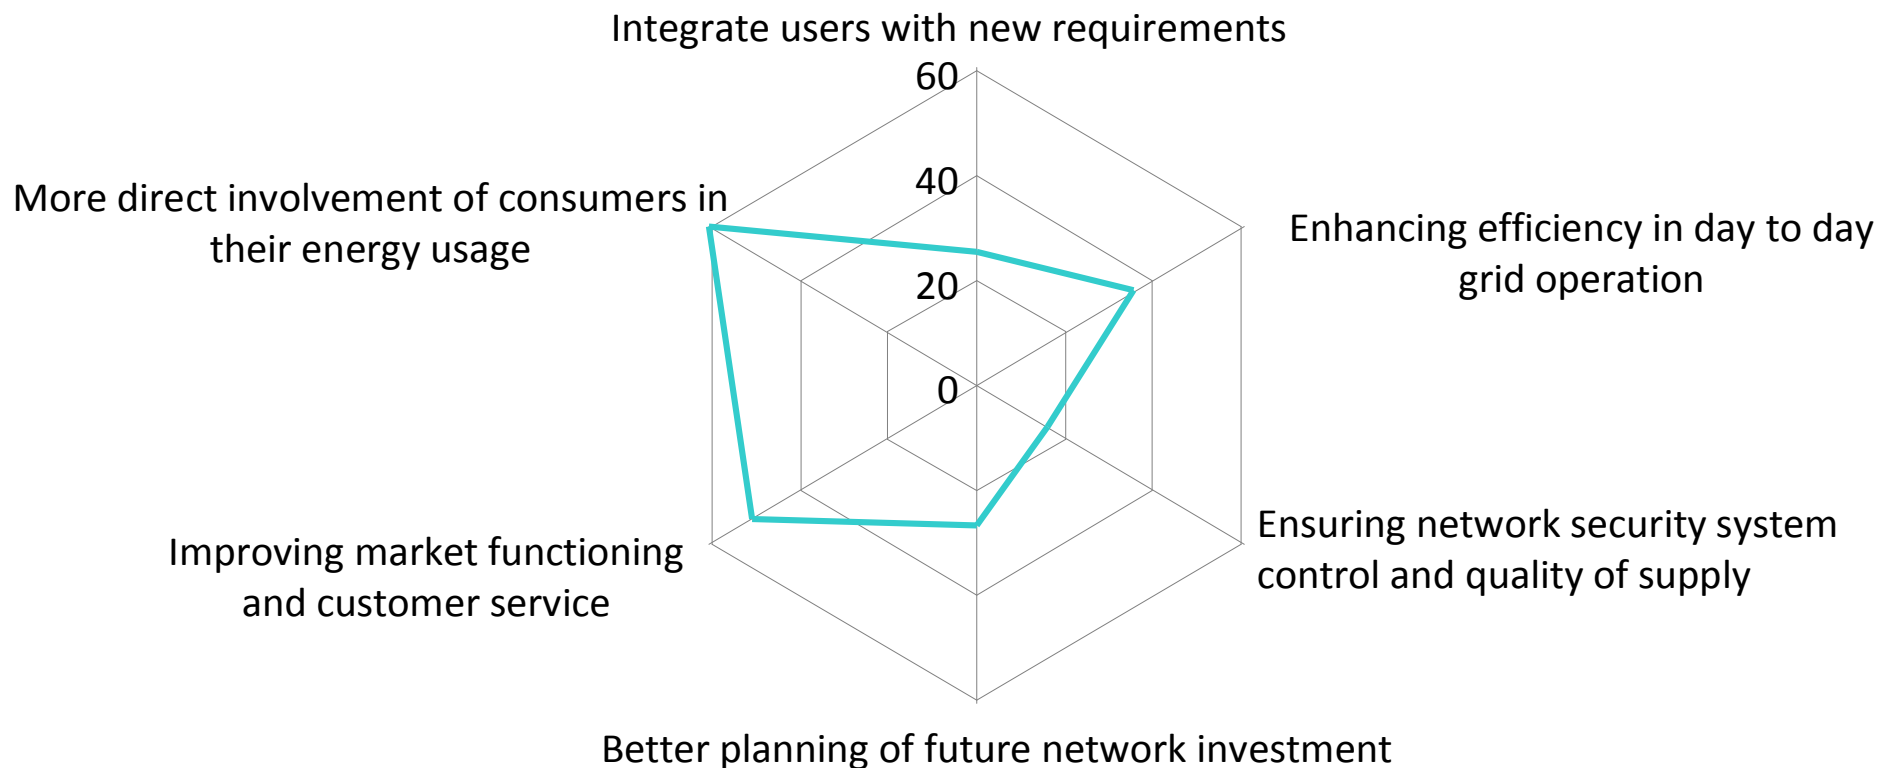 Integrate users with new requirements
60
40
20
0
More direct involvement of consumers in
their energy usage
Enhancing efficiency in day to day
grid operation
Improving market functioning
and customer service
Ensuring network security system
control and quality of supply
Better planning of future network investment